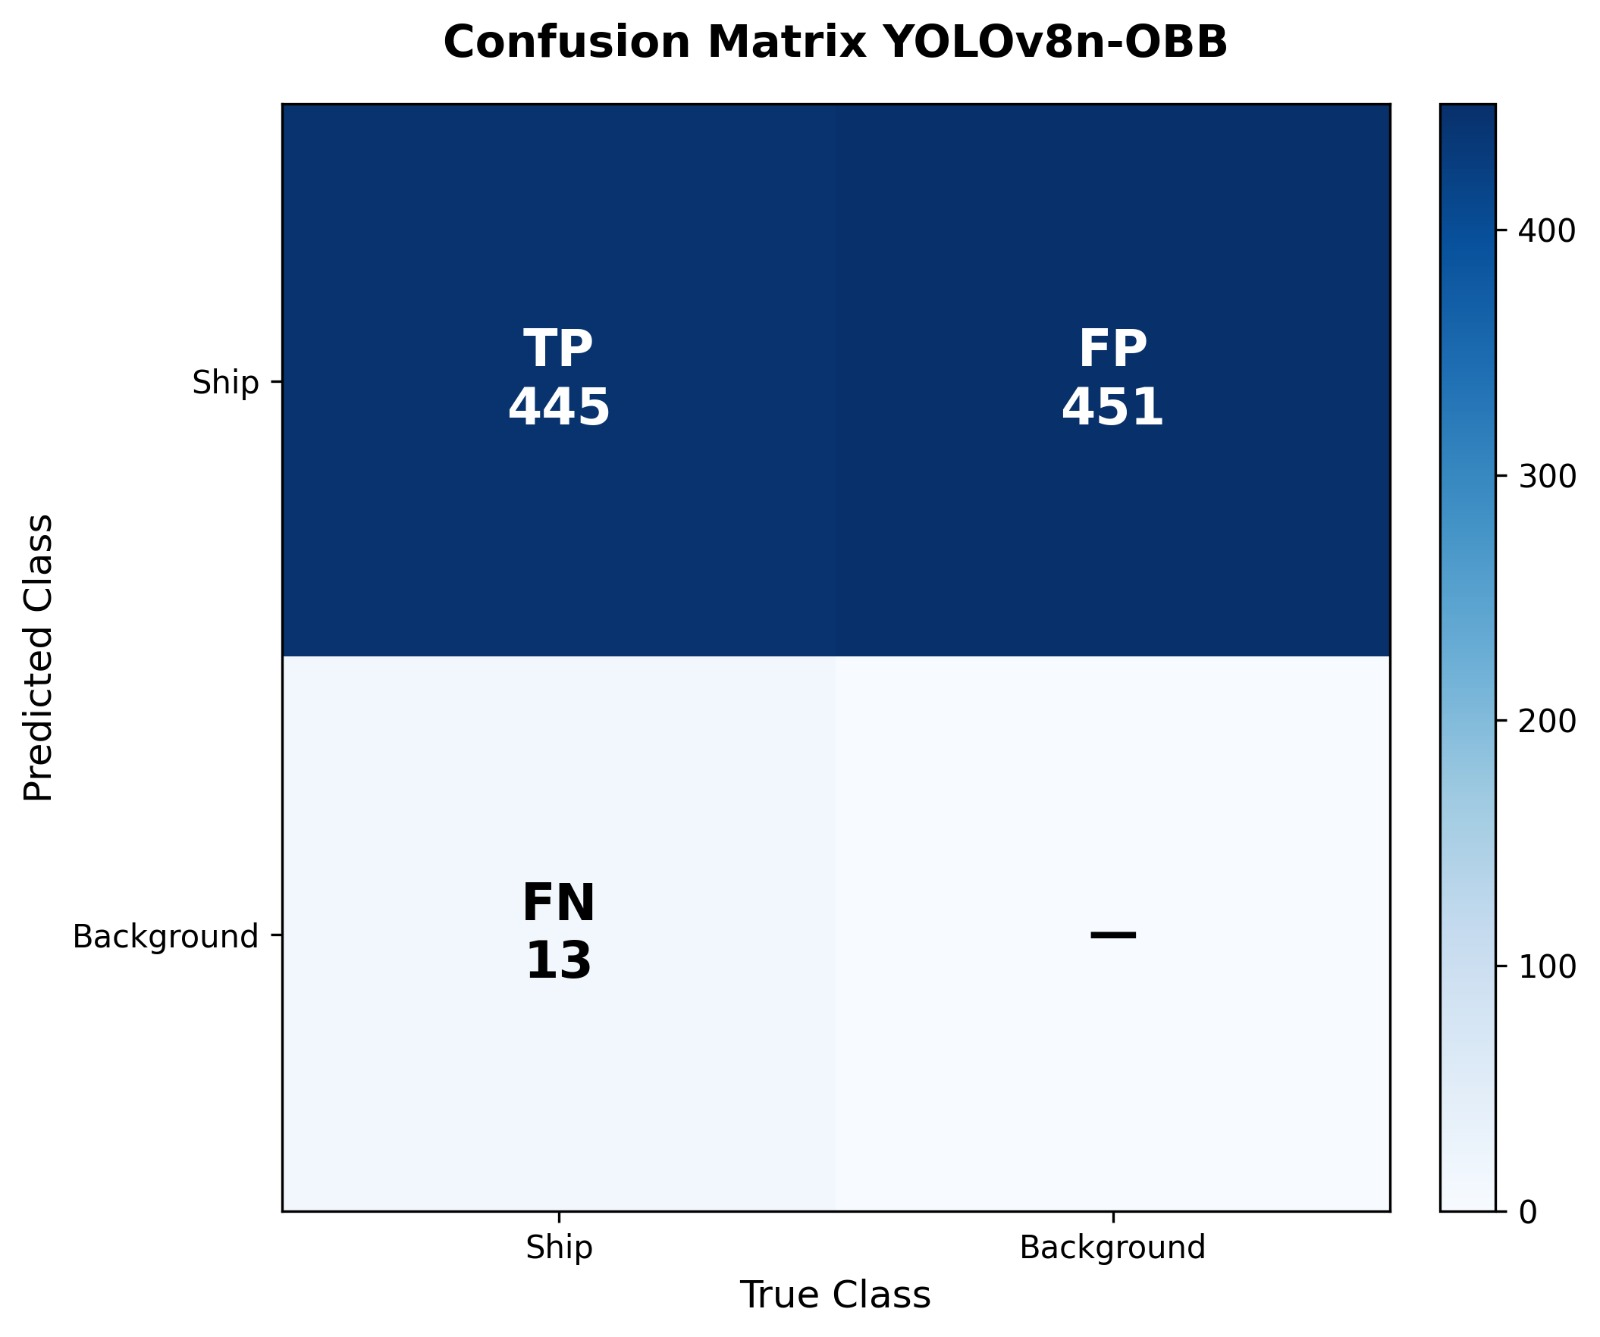 Confusion Matrix YOLOv8n-OBB
TP
445
FP
451
FN
13
—
Ship
Background
Predicted Class
Ship
Background
True Class
400
300
200
100
0